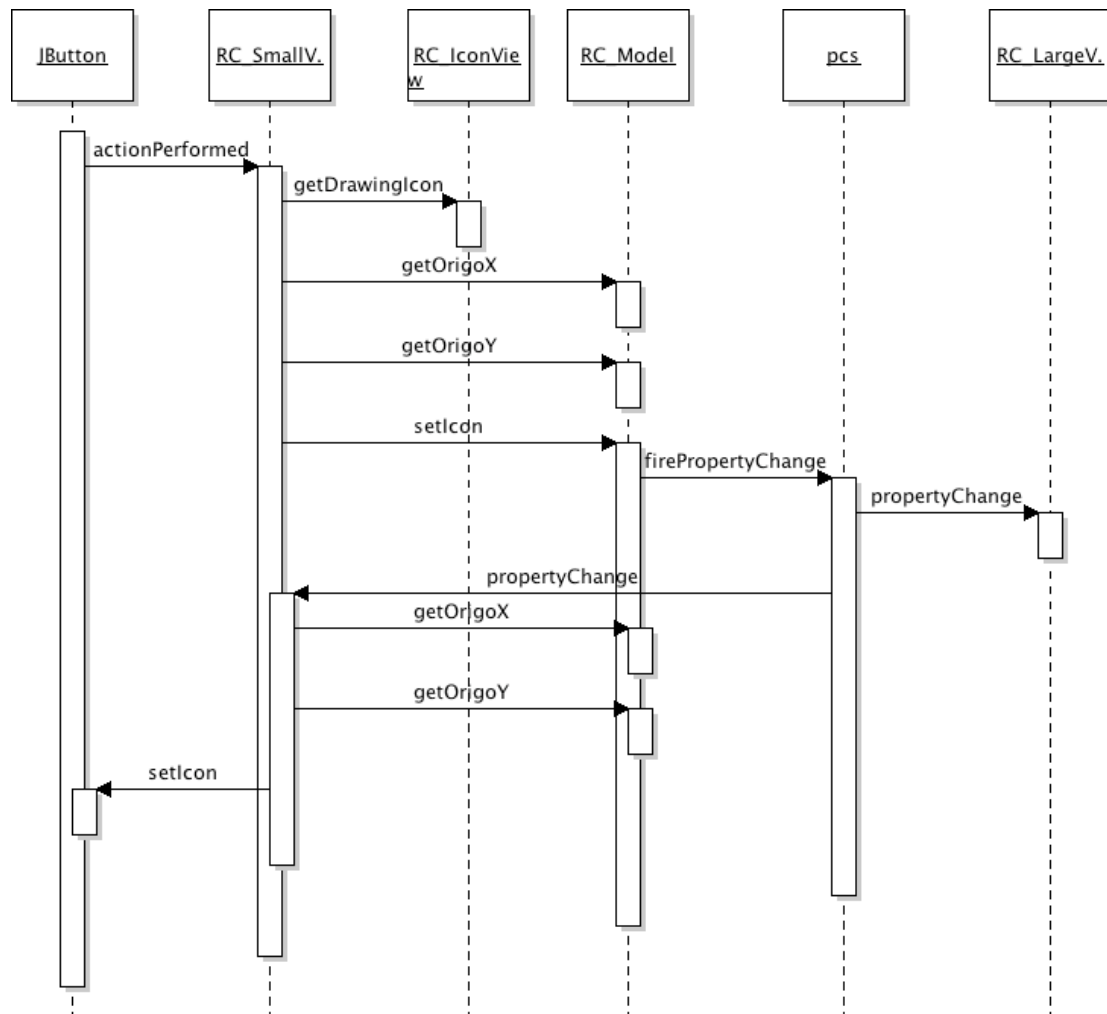 JButton
RC_SmallV.
RC_IconVie
w
RC_Model
pcs
RC_LargeV.
actionPerformed
getDrawingIcon
getOrigoX
getOrigoY
setIcon
firePropertyChange
propertyChange
propertyChange
getOrigoX
getOrigoY
setIcon